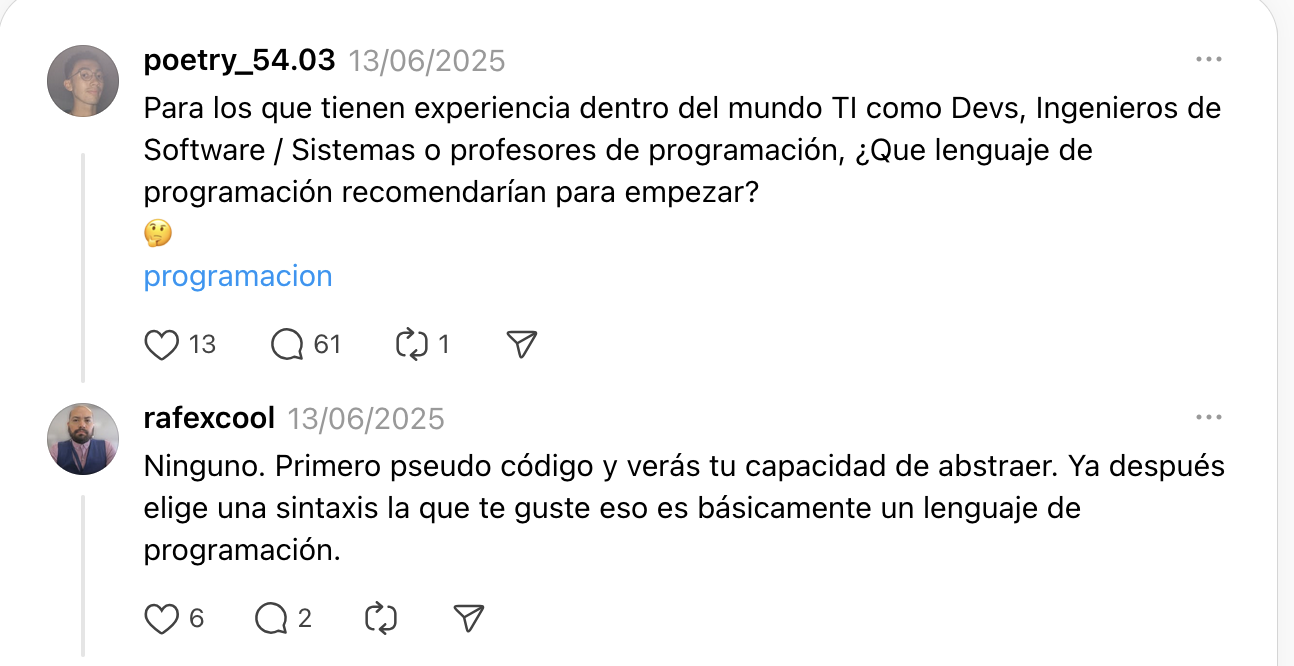 poetry_54.03 13/06/2025
Para los que tienen experiencia dentro del mundo TI como Devs, Ingenieros de
Software / Sistemas o profesores de programación, ¿Que lenguaje de
programación recomendarían para empezar?
🤔
programacion
13 61 1
rafexcool 13/06/2025
Ninguno. Primero pseudo código y verás tu capacidad de abstraer. Ya después
elige una sintaxis la que te guste eso es básicamente un lenguaje de
programación.
6 2